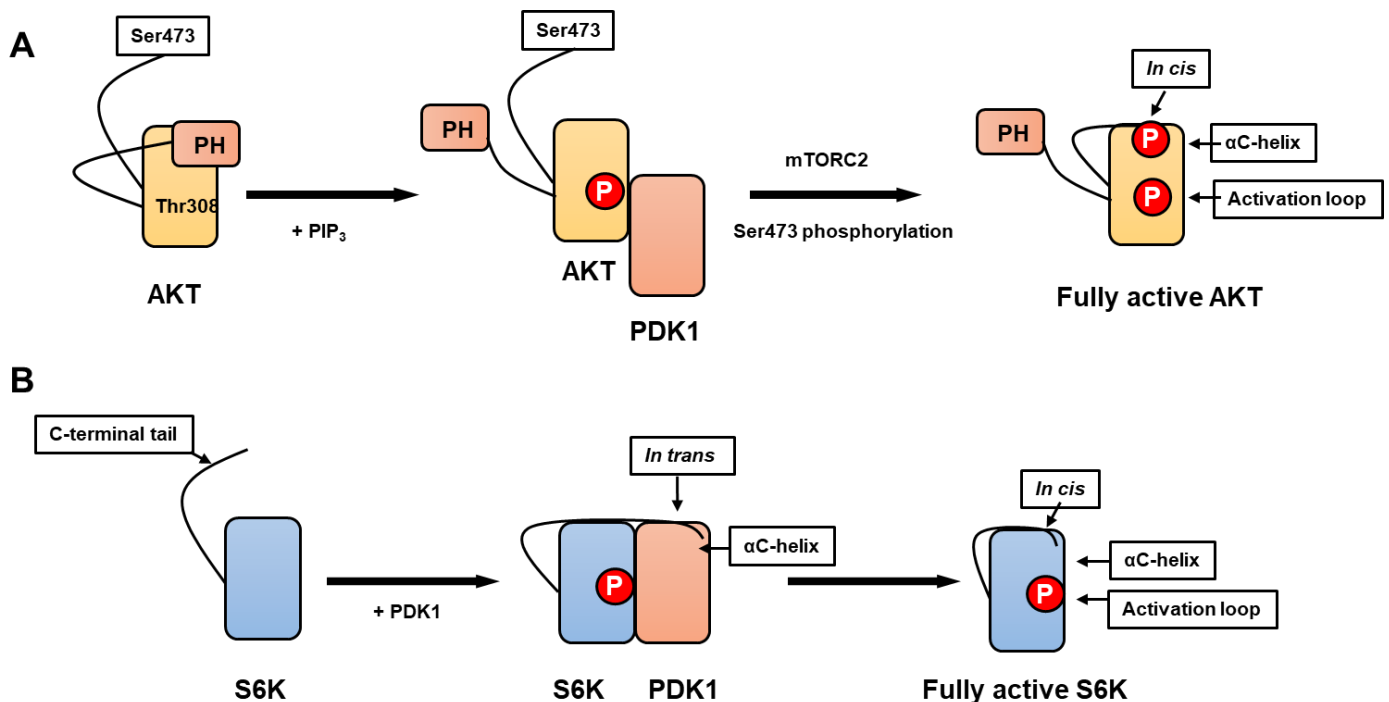 A
Ser473
PH
Thr308
AKT
+ PIP₃
Ser473
PH
P
AKT
PDK1
mTORC2
Ser473 phosphorylation
In cis
PH
P
αC-helix
P
Activation loop
Fully active AKT
B
C-terminal tail
S6K
+ PDK1
In trans
αC-helix
P
S6K
PDK1
In cis
αC-helix
P
Activation loop
Fully active S6K